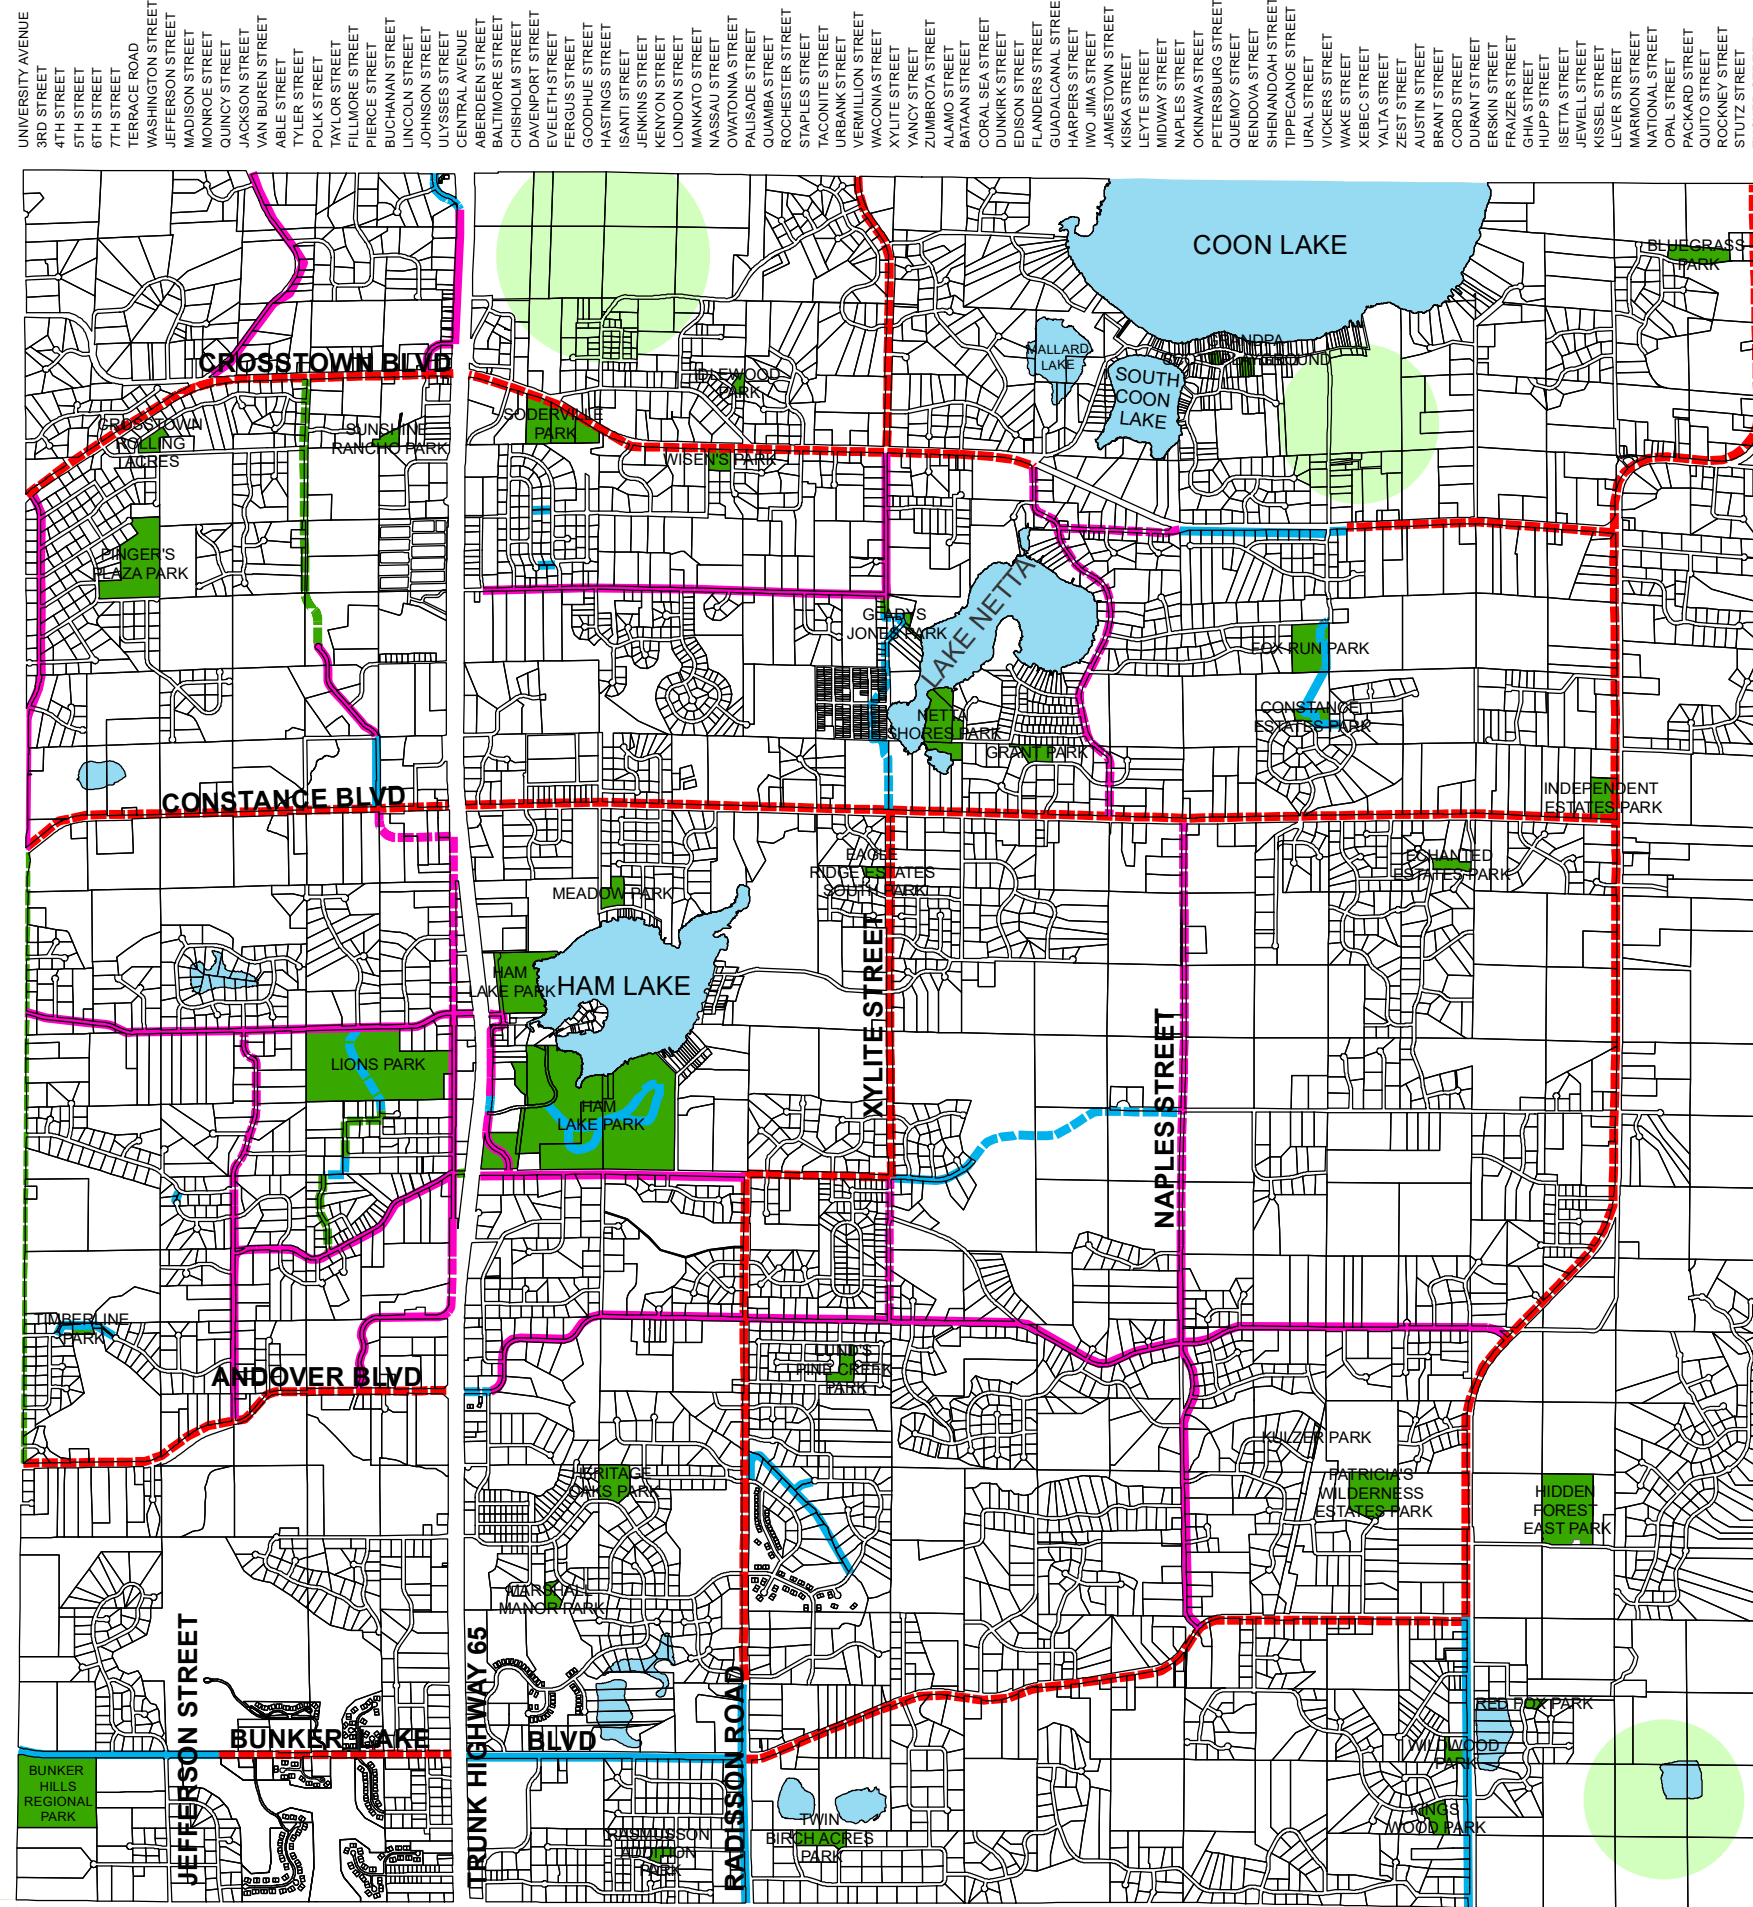 UNIVERSITY AVENUE
3RD STREET
4TH STREET
5TH STREET
6TH STREET
7TH STREET
TERRACE ROAD
WASHINGTON STREET
JEFFERSON STREET
MADISON STREET
MONROE STREET
QUINCY STREET
JACKSON STREET
VAN BUREN STREET
ABLE STREET
TYLER STREET
POLK STREET
TAYLOR STREET
FILLMORE STREET
PIERCE STREET
BUCHANAN STREET
LINCOLN STREET
JOHNSON STREET
ULYSSES STREET
CENTRAL AVENUE
ABERDEEN STREET
BALTIMORE STREET
CHISHOLM STREET
DAVENPORT STREET
EVELETH STREET
FERGUS STREET
GOODHUE STREET
HASTINGS STREET
ISANTI STREET
JENKINS STREET
KENYON STREET
LONDON STREET
MANKATO STREET
NASSAU STREET
OWATONNA STREET
PALISADE STREET
QUAMBA STREET
ROCHESTER STREET
STAPLES STREET
TACONITE STREET
URBANK STREET
VERMILLION STREET
WACONIA STREET
XYLITE STREET
YANCY STREET
ZUMBROTA STREET
ALAMO STREET
BATAAN STREET
CORAL SEA STREET
DUNKIRK STREET
EDISON STREET
FLANDERS STREET
GUADALCANAL STREE
HARPERS STREET
IWO JIMA STREET
JAMESTOWN STREET
KISKA STREET
LEYTE STREET
MIDWAY STREET
NAPLES STREET
OKINAWA STREET
PETERSBURG STREET
QUEMOY STREET
RENDOVA STREET
SHENANDOAH STREET
TIPPECANOE STREET
URAL STREET
VICKERS STREET
WAKE STREET
XEBEC STREET
YALTA STREET
ZEST STREET
AUSTIN STREET
BRANT STREET
CORD STREET
DURANT STREET
ERSKIN STREET
FRAIZER STREET
GHIA STREET
HUPP STREET
ISETTA STREET
JEWELL STREET
KISSEL STREET
LEVER STREET
MARMON STREET
NATIONAL STREET
OPAL STREET
PACKARD STREET
QUITO STREET
ROCKNEY STREET
STUTZ STREET
COON LAKE
BLUEGRASS
PARK
GRANDPA
PLAYGROUND
MALLARD
LAKE
SOUTH
COON
LAKE
CROSSTOWN BLVD
IDLEWOOD
PARK
CROSSTOWN
ROLLING
ACRES
SUNSHINE
RANCHO PARK
SODERVILLE
PARK
WISEN'S PARK
PINGER'S
PLAZA PARK
LAKE NETTA
GLADYS
JONES PARK
FOX RUN PARK
NETTA
SHORES PARK
GRANT PARK
CONSTANCE
ESTATES PARK
CONSTANCE BLVD
INDEPENDENT
ESTATES PARK
EAGLE
RIDGE ESTATES
SOUTH PARK
ECHANTED
ESTATES PARK
MEADOW PARK
HAM
LAKE PARK
HAM LAKE
XYLITE STREET
NAPLES STREET
LIONS PARK
HAM
LAKE PARK
TIMBERLINE
PARK
LUND'S
PINE CREEK
PARK
ANDOVER BLVD
KULZER PARK
HERITAGE
OAKS PARK
PATRICIA'S
WILDERNESS
ESTATES PARK
HIDDEN
FOREST
EAST PARK
MARSHALL
MANOR PARK
JEFFERSON STREET
TRUNK HIGHWAY 65
RADISSON ROAD
RED FOX PARK
BUNKER LAKE
BLVD
WILDWOOD
PARK
BUNKER
HILLS
REGIONAL
PARK
KINGS
WOOD PARK
TWIN
BIRCH ACRES
PARK
RASMUSSON
ADDITION
PARK